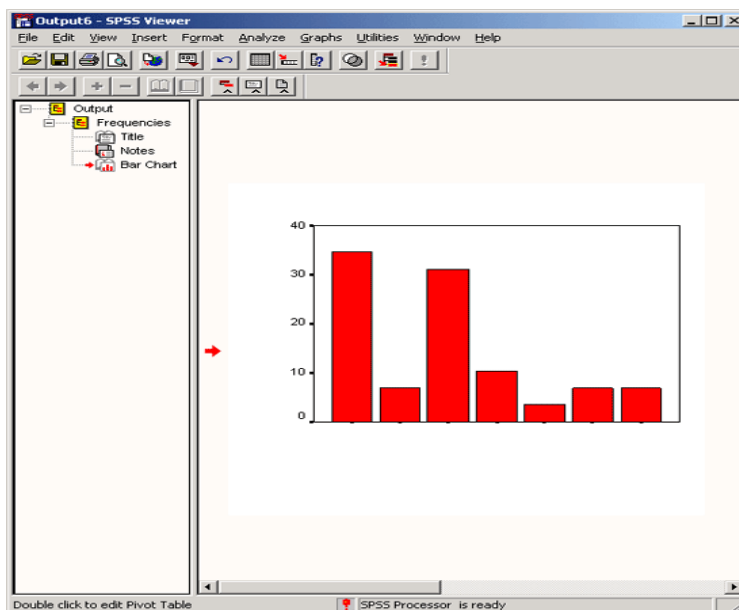 Output6 - SPSS Viewer
File Edit View Insert Format Analyze Graphs Utilities Window Help
Output
Frequencies
Title
Notes
Bar Chart
40
30
20
10
0
Double click to edit Pivot Table
SPSS Processor is ready